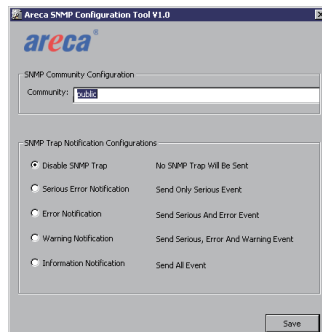 Areca SNMP Configuration Tool V1.0
areca®
SNMP Community Configuration
Community: public
SNMP Trap Notification Configurations
Disable SNMP Trap No SNMP Trap Will Be Sent
Serious Error Notification Send Only Serious Event
Error Notification Send Serious And Error Event
Warning Notification Send Serious, Error And Warning Event
Information Notification Send All Event
Save